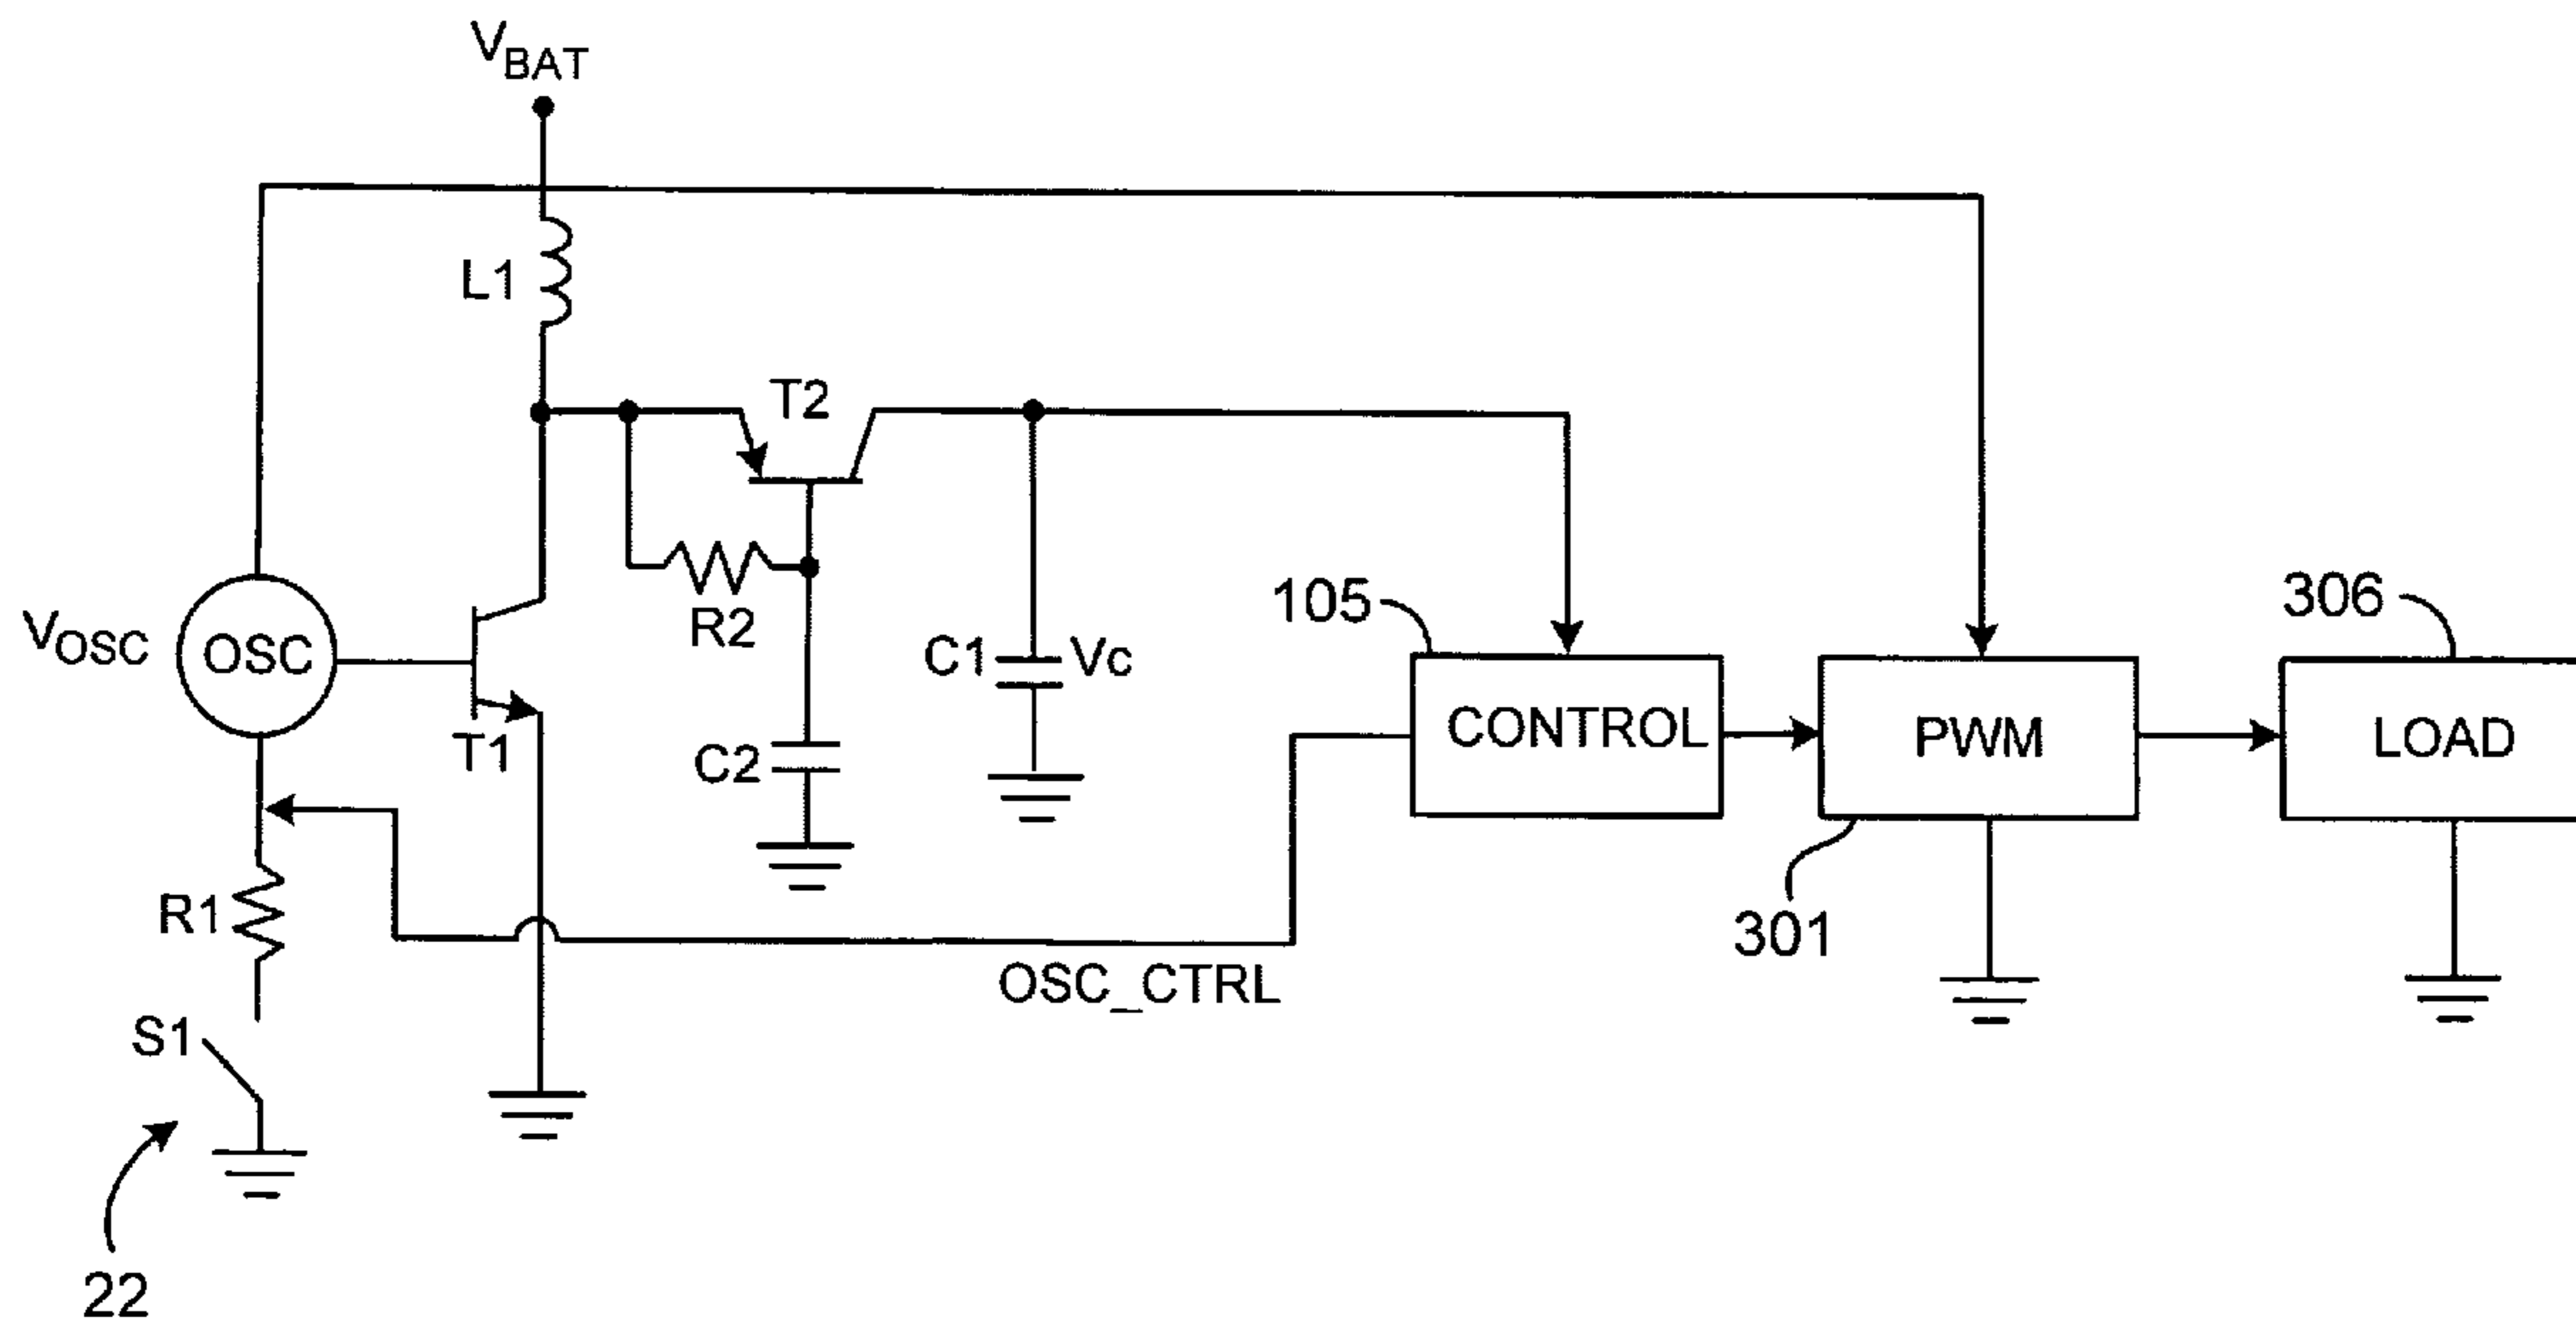 VBAT
L1
T2
VOSC
OSC
R2
105
306
C1
Vc
CONTROL
PWM
LOAD
T1
C2
R1
301
OSC_CTRL
S1
22